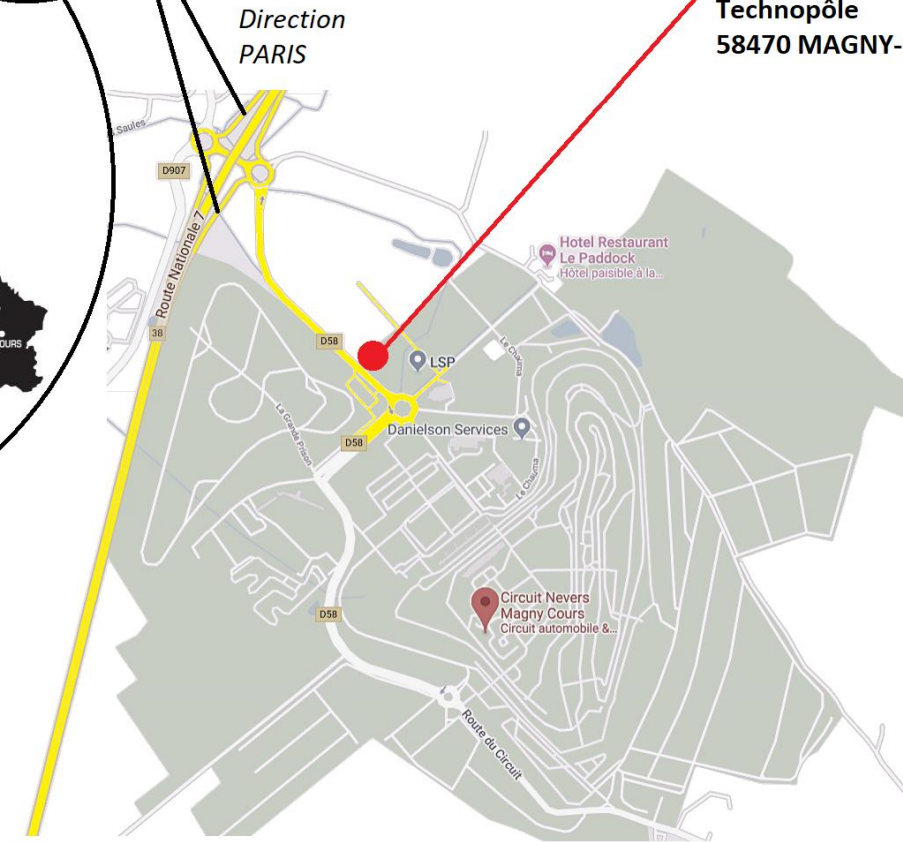 Direction
PARIS
Technopôle
58470 MAGNY-
Saules
D907
Route Nationale 7
38
Hotel Restaurant
Le Paddock
Hôtel paisible à la...
OURS
D58
LSP
Le Chauma
La Grande Prison
D58
Danielson Services
Le Chauma
Circuit Nevers
Magny Cours
Circuit automobile &...
D58
Route du Circuit